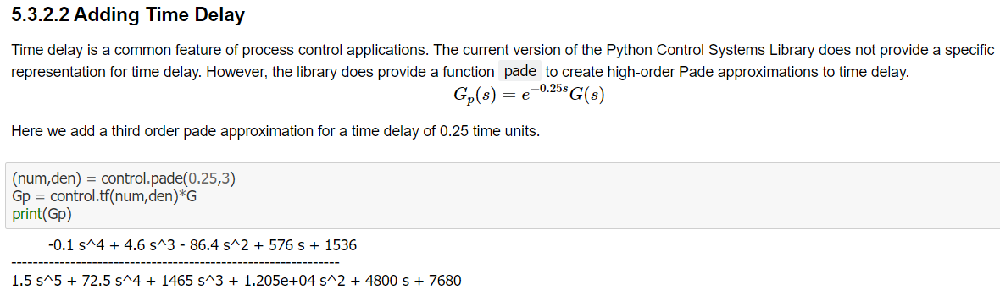 5.3.2.2 Adding Time Delay
Time delay is a common feature of process control applications. The current version of the Python Control Systems Library does not provide a specific
representation for time delay. However, the library does provide a function pade to create high-order Pade approximations to time delay.
Gₚ(s) = e⁻⁰·²⁵ˢG(s)
Here we add a third order pade approximation for a time delay of 0.25 time units.
(num,den) = control.pade(0.25,3)
Gp = control.tf(num,den)*G
print(Gp)
-0.1 s^4 + 4.6 s^3 - 86.4 s^2 + 576 s + 1536
----------------------------------------------------------------
1.5 s^5 + 72.5 s^4 + 1465 s^3 + 1.205e+04 s^2 + 4800 s + 7680